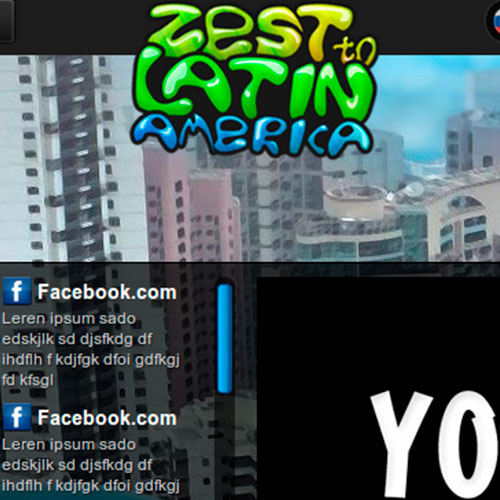 ZEST to
LATIN
AMERICA
f Facebook.com
Leren ipsum sado
edskjlk sd djsfkdg df
ihdflh f kdjfgk dfoi gdfkgj
fd kfsgl
f Facebook.com
Leren ipsum sado
edskjlk sd djsfkdg df
ihdflh f kdjfgk dfoi gdfkgj
YO